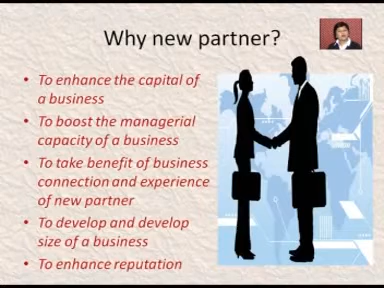 Why new partner?
• To enhance the capital of
a business
• To boost the managerial
capacity of a business
• To take benefit of business
connection and experience
of new partner
• To develop and develop
size of a business
• To enhance reputation